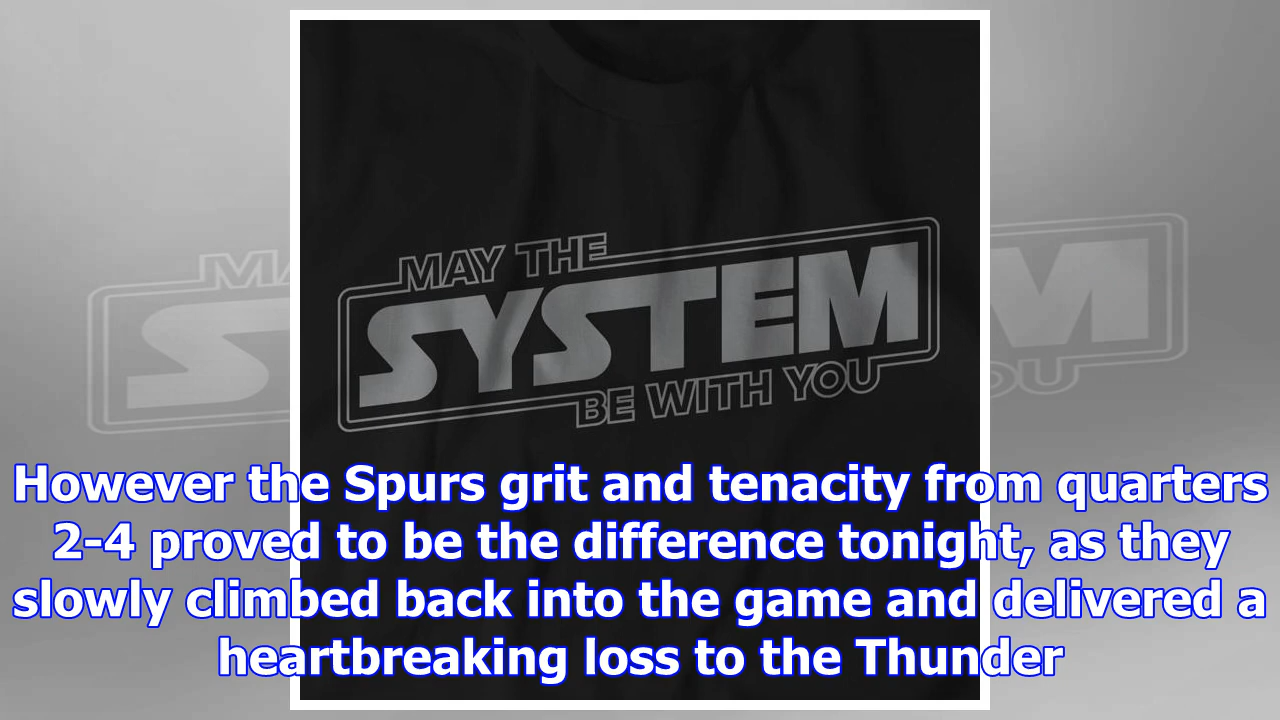 MAY THE
SYSTEM
BE WITH YOU
However the Spurs grit and tenacity from quarters
2-4 proved to be the difference tonight, as they
slowly climbed back into the game and delivered a
heartbreaking loss to the Thunder